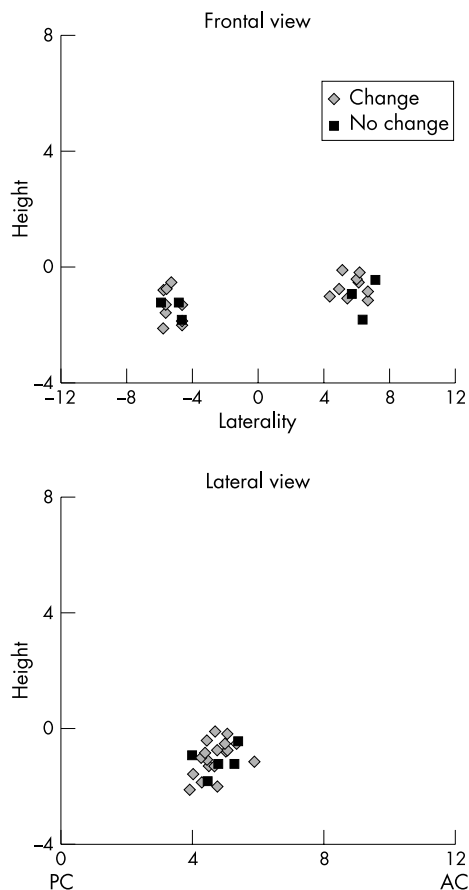 Frontal view
8
Change
No change
4
Height
0
−4
−12 −8 −4 0 4 8 12
Laterality
Lateral view
8
4
Height
0
−4
0 4 8 12
PC AC